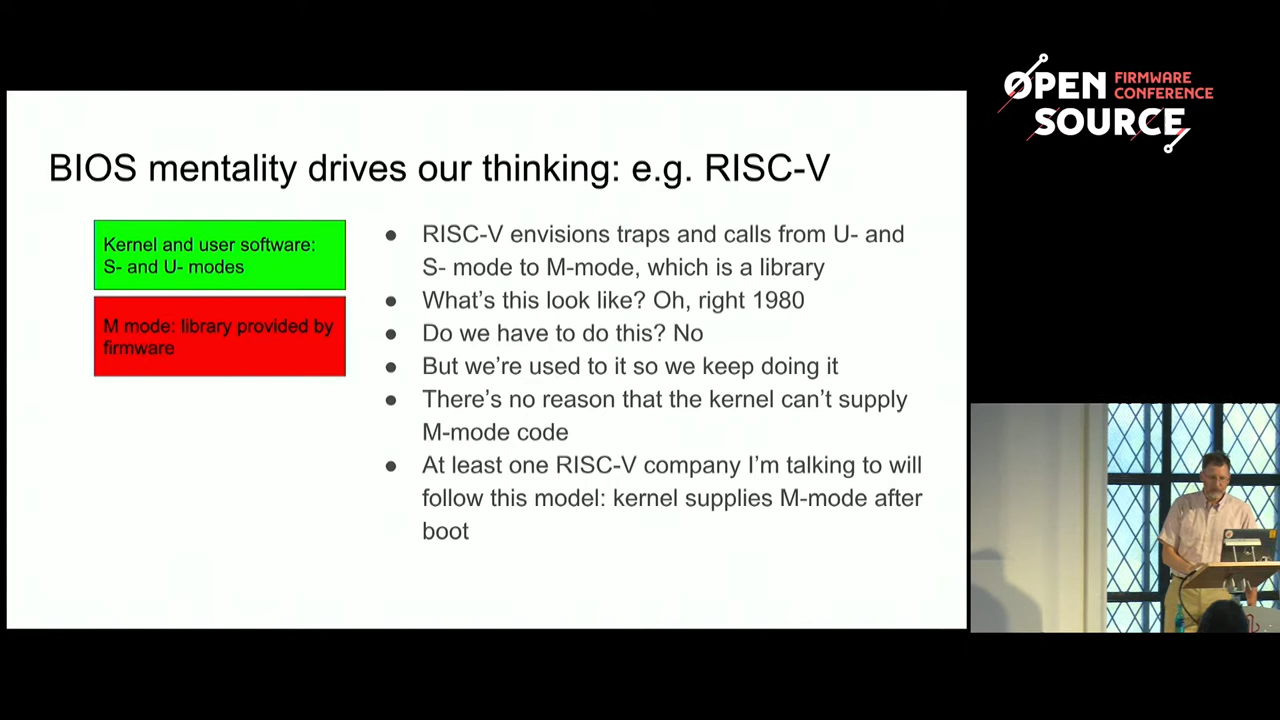 OPEN FIRMWARE
CONFERENCE
SOURCE
BIOS mentality drives our thinking: e.g. RISC-V
Kernel and user software:
S- and U- modes
M mode: library provided by
firmware
● RISC-V envisions traps and calls from U- and
S- mode to M-mode, which is a library
● What's this look like? Oh, right 1980
● Do we have to do this? No
● But we're used to it so we keep doing it
● There's no reason that the kernel can't supply
M-mode code
● At least one RISC-V company I'm talking to will
follow this model: kernel supplies M-mode after
boot